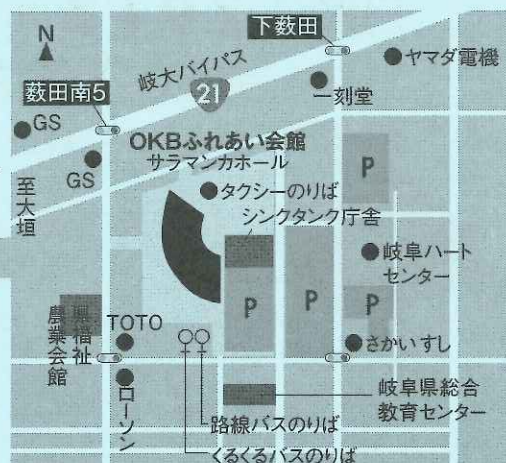 N
下薮田
ヤマダ電機
岐大バイパス
21
一刻堂
薮田南5
GS
GS
至大垣
OKBふれあい会館
サラマンカホール
タクシーのりば
シンクタンク庁舎
P
P
P
P
岐阜ハート
センター
県福祉
農業会館
TOTO
さかいすし
ローソン
岐阜県総合
教育センター
路線バスのりば
くるくるバスのりば